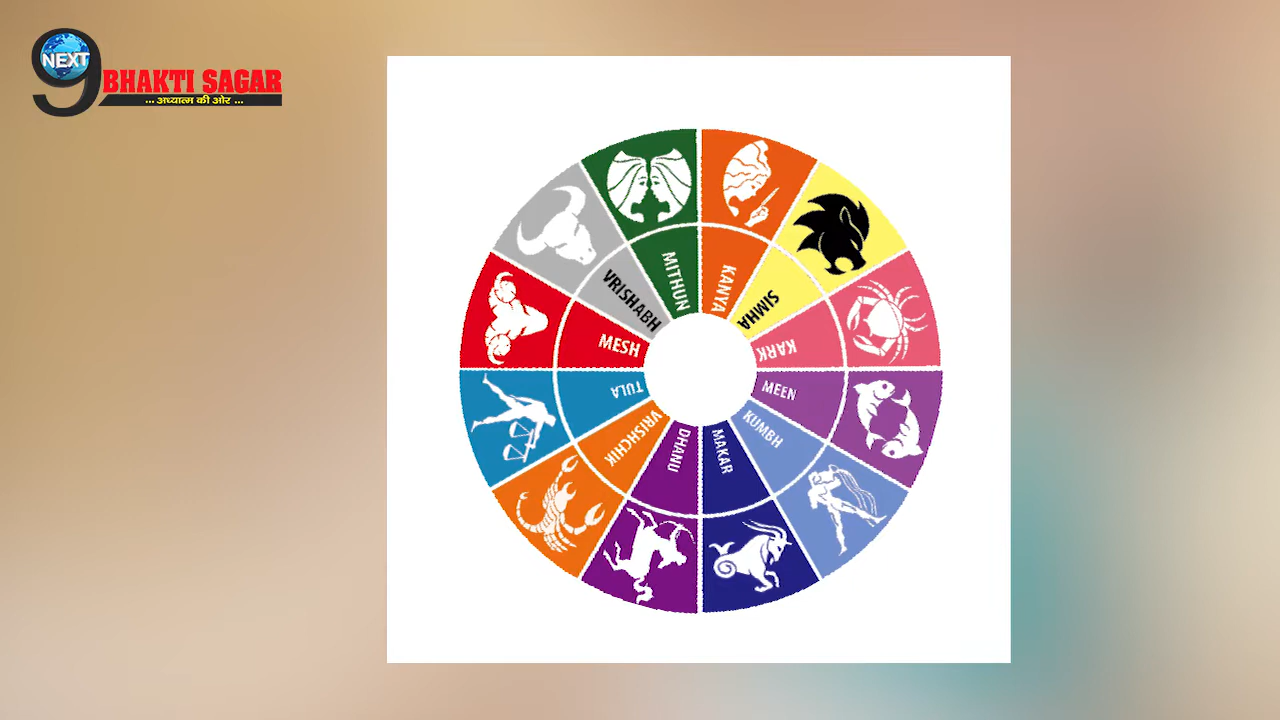 9 NEXT
BHAKTI SAGAR
... अध्यात्म की ओर ...
MITHUN
KANYA
VRISHABH
SIMHA
MESH
KARK
TULA
MEEN
VRISHCHIK
KUMBH
DHANU
MAKAR